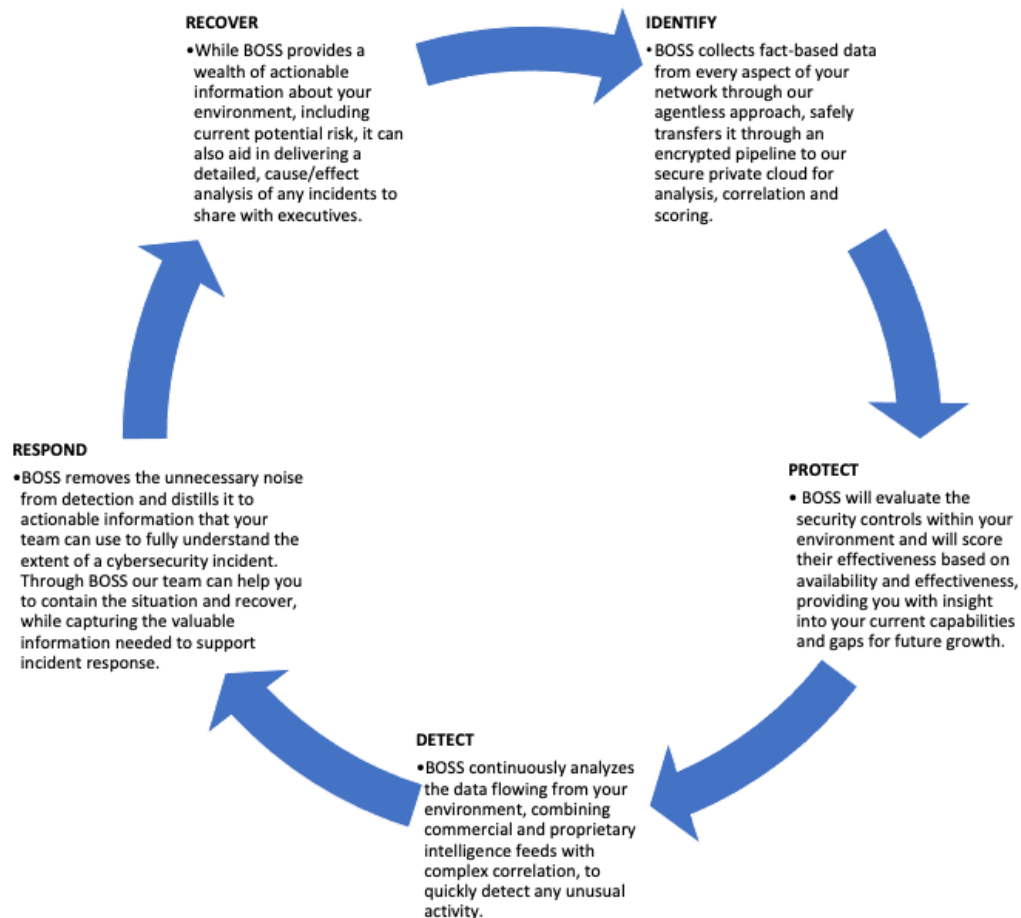 RECOVER
•While BOSS provides a
wealth of actionable
information about your
environment, including
current potential risk, it can
also aid in delivering a
detailed, cause/effect
analysis of any incidents to
share with executives.
IDENTIFY
•BOSS collects fact-based data
from every aspect of your
network through our
agentless approach, safely
transfers it through an
encrypted pipeline to our
secure private cloud for
analysis, correlation and
scoring.
PROTECT
• BOSS will evaluate the
security controls within your
environment and will score
their effectiveness based on
availability and effectiveness,
providing you with insight
into your current capabilities
and gaps for future growth.
DETECT
•BOSS continuously analyzes
the data flowing from your
environment, combining
commercial and proprietary
intelligence feeds with
complex correlation, to
quickly detect any unusual
activity.
RESPOND
•BOSS removes the unnecessary noise
from detection and distills it to
actionable information that your
team can use to fully understand the
extent of a cybersecurity incident.
Through BOSS our team can help you
to contain the situation and recover,
while capturing the valuable
information needed to support
incident response.